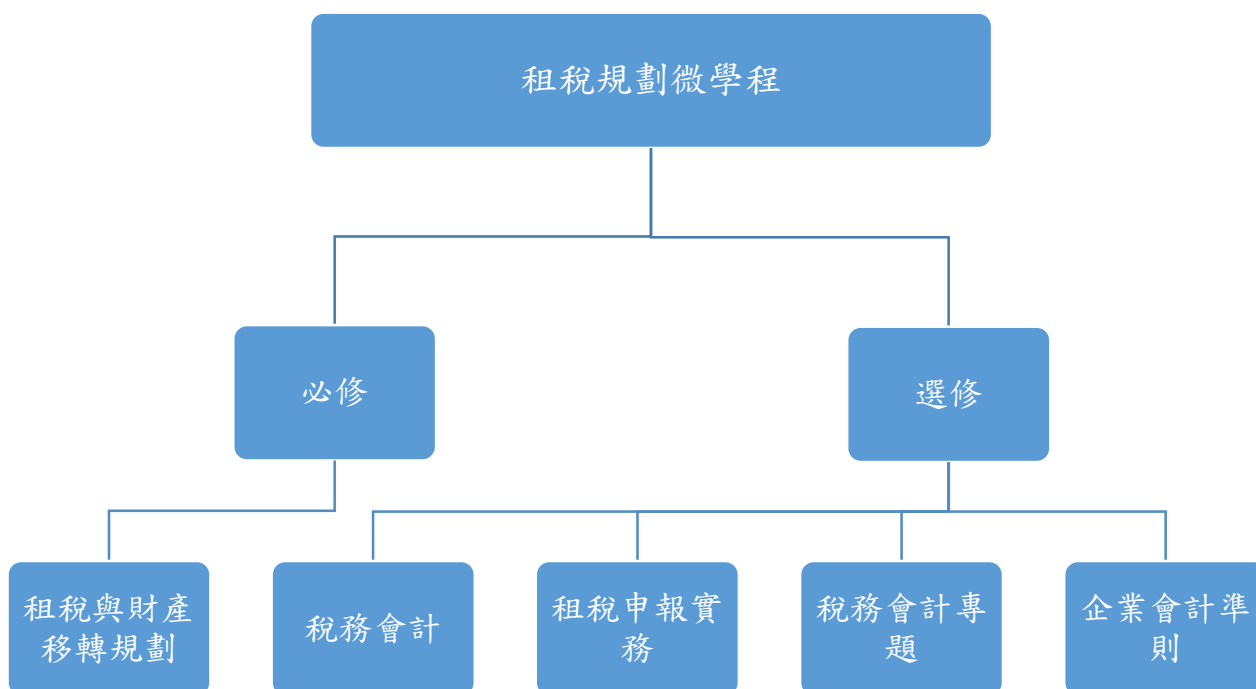 租稅規劃微學程
必修
選修
租稅與財產
移轉規劃
稅務會計
租稅申報實
務
稅務會計專
題
企業會計準
則